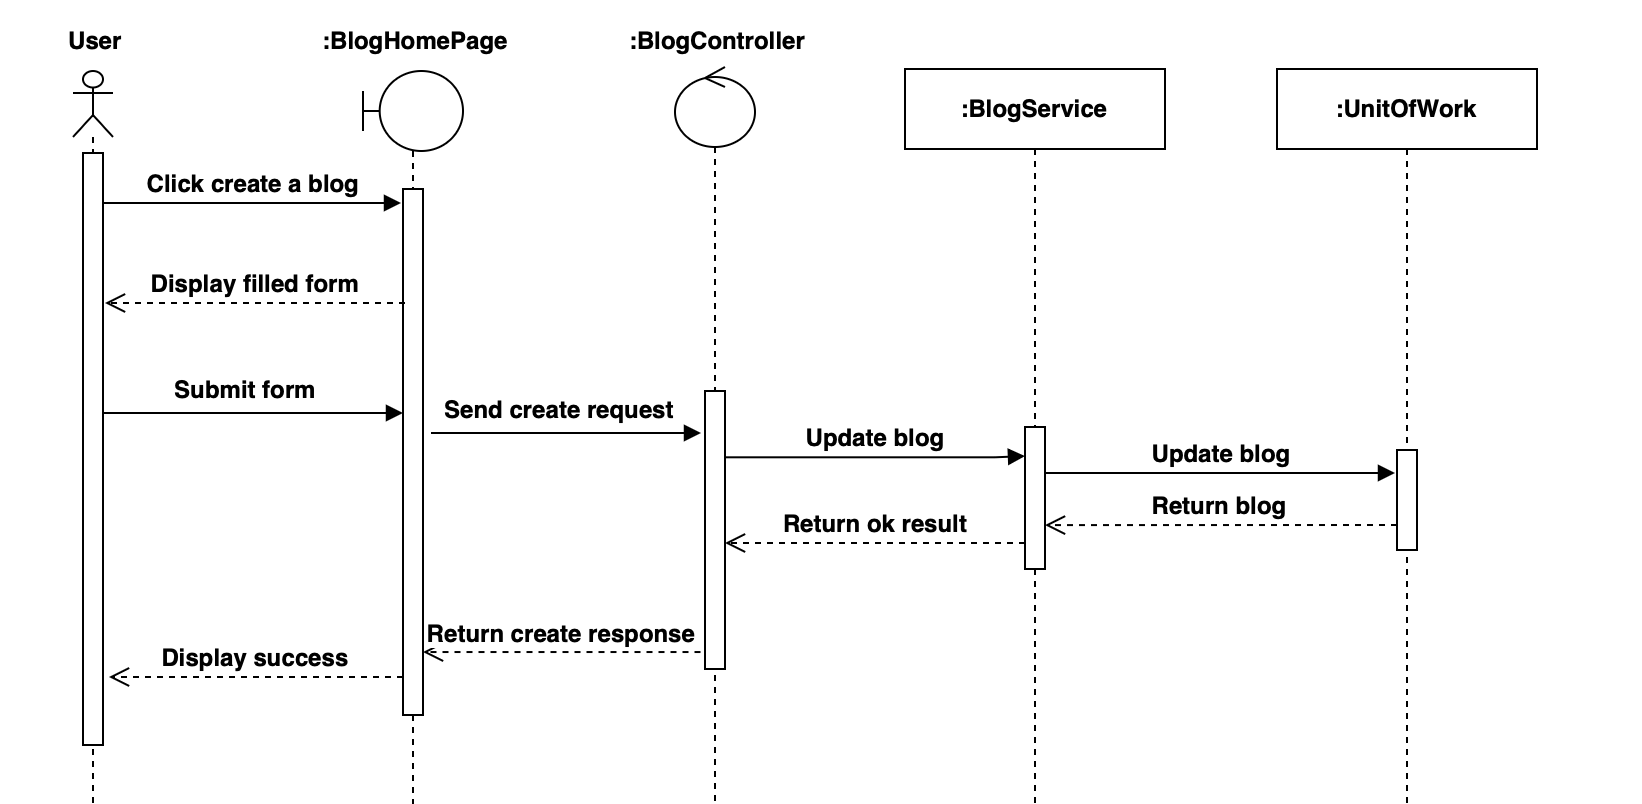 User
:BlogHomePage
:BlogController
:BlogService
:UnitOfWork
Click create a blog
Display filled form
Submit form
Send create request
Update blog
Update blog
Return blog
Return ok result
Return create response
Display success